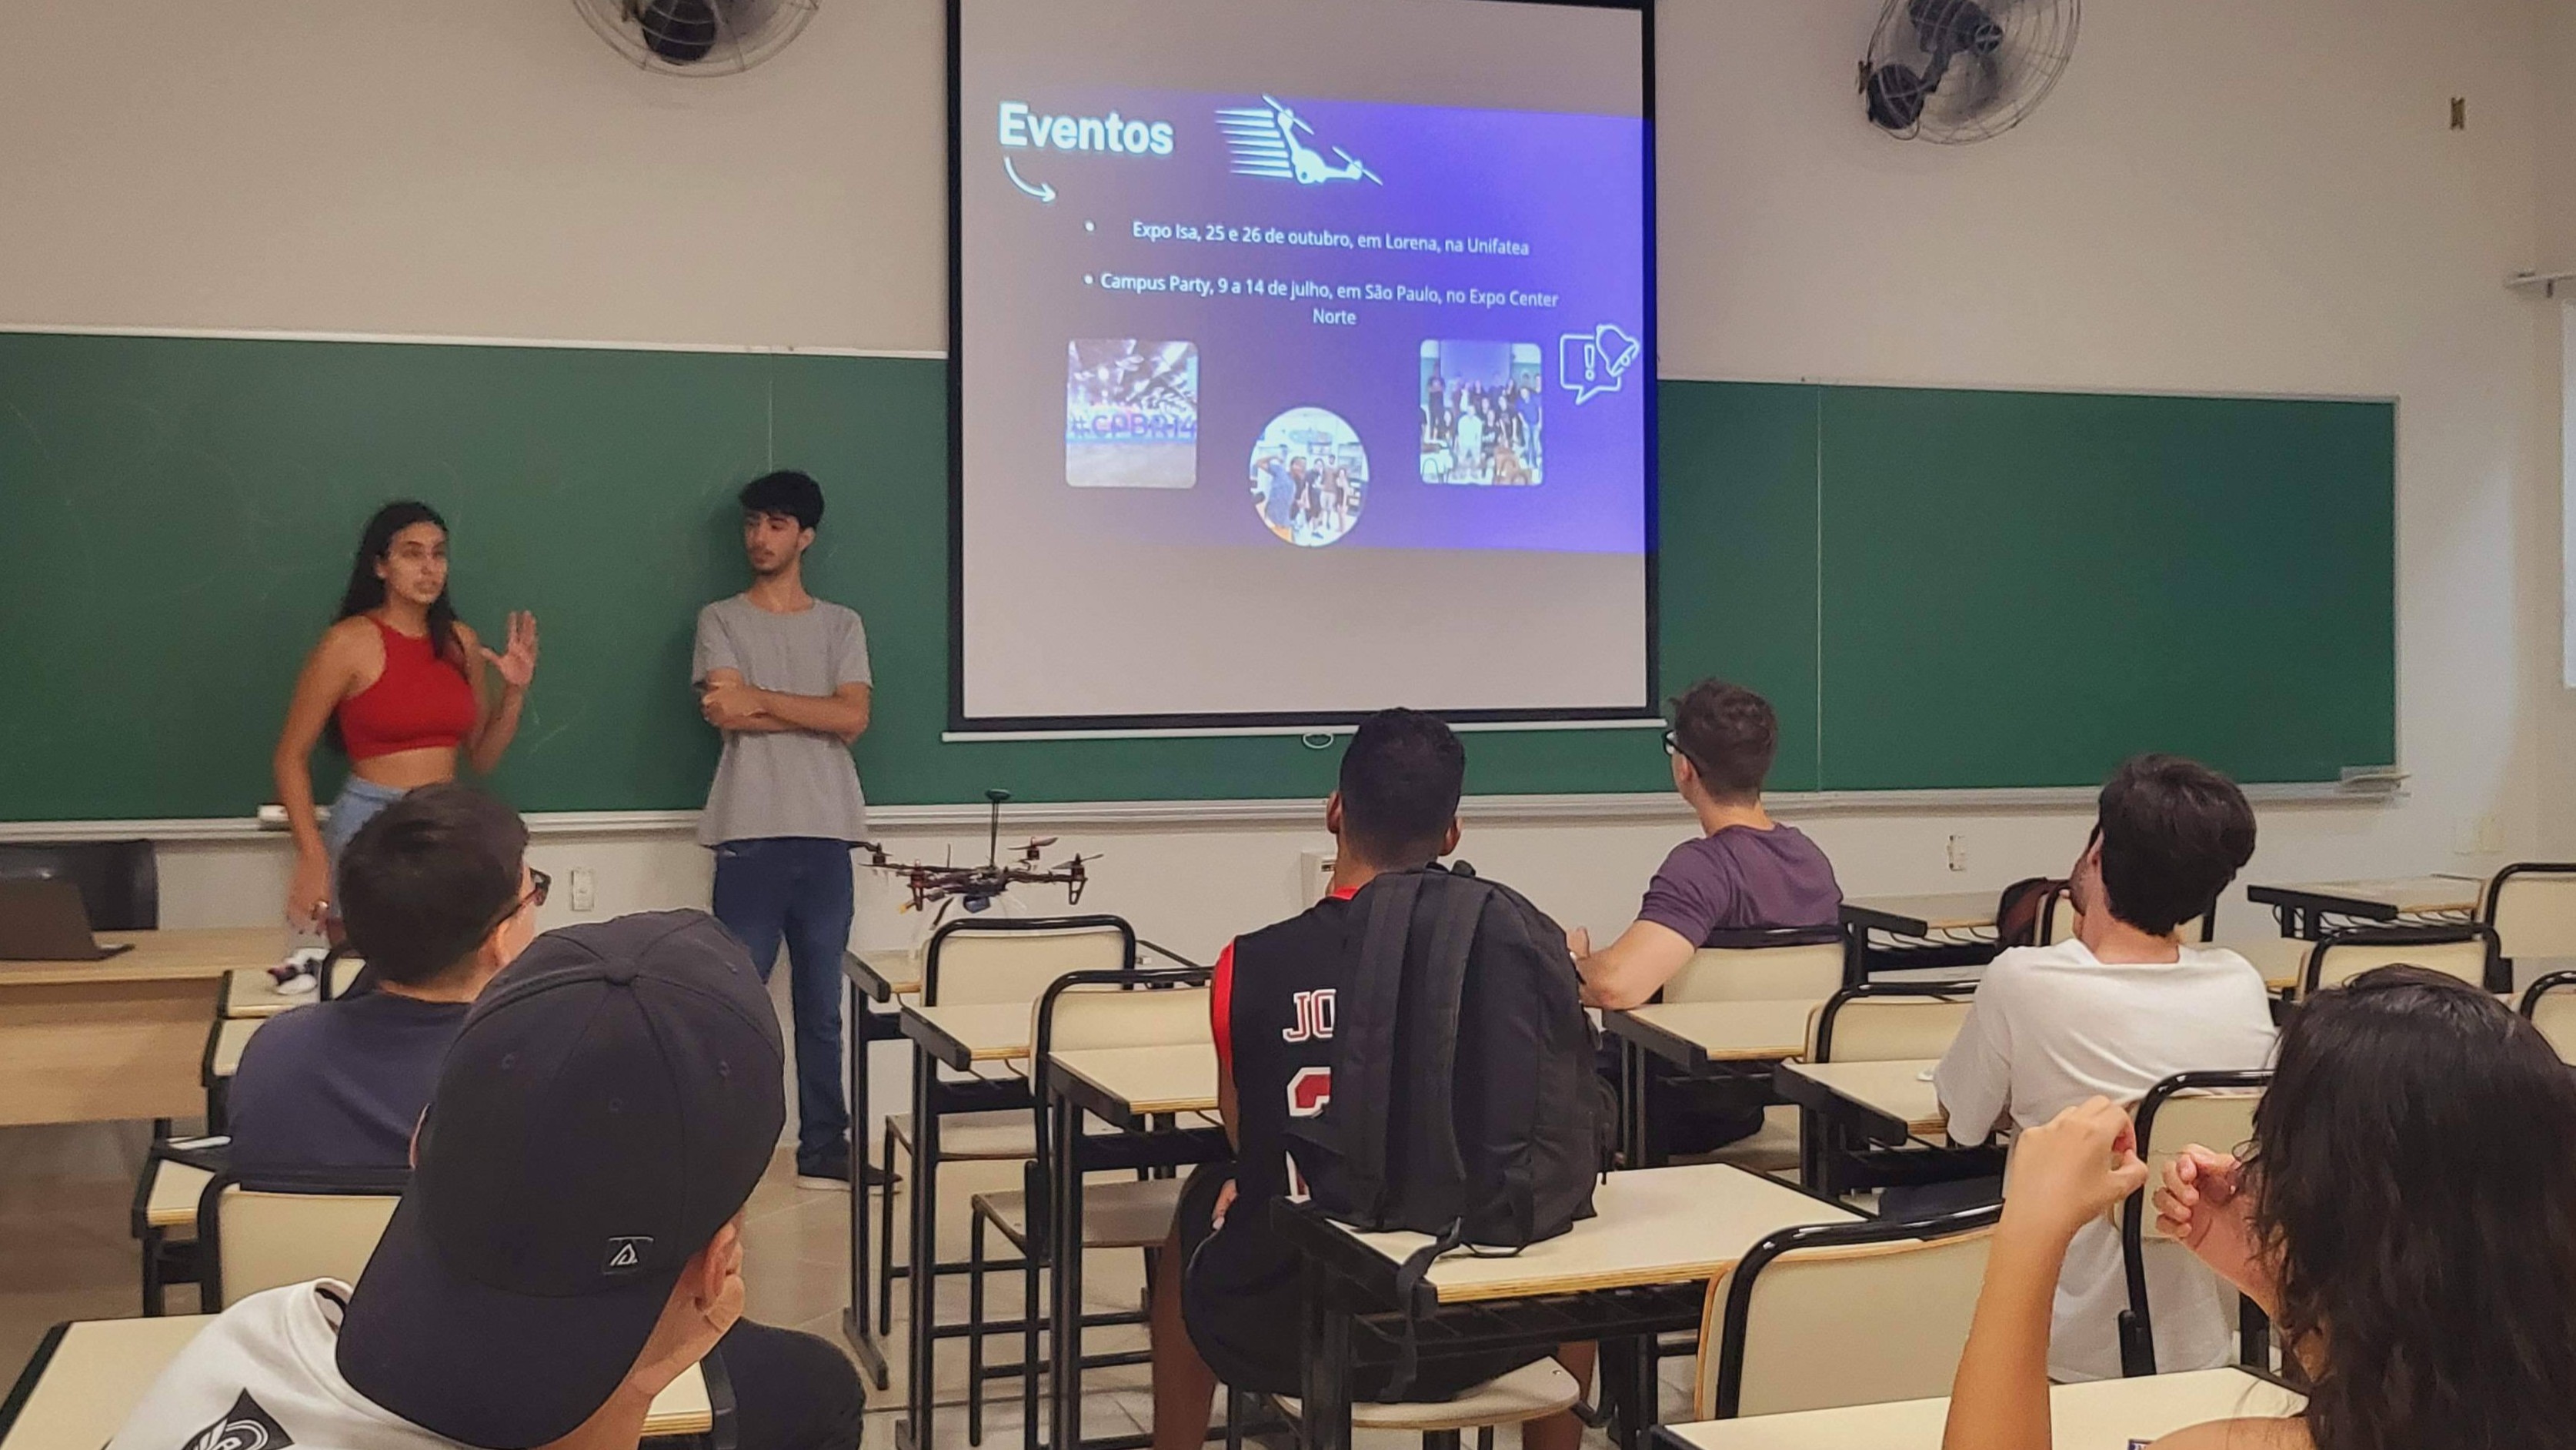 Eventos
Expo Isa, 25 e 26 de outubro, em Lorena, na Unifatea
Campus Party, 9 a 14 de julho, em São Paulo, no Expo Center
Norte
#CPBR14
JO